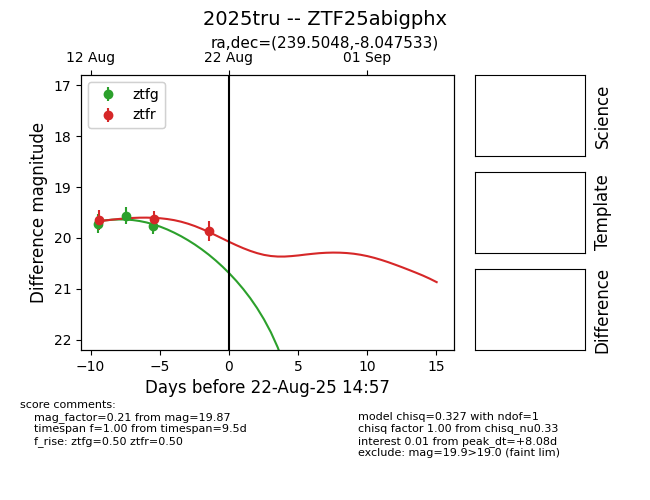 2025tru -- ZTF25abigphx
ra,dec=(239.5048,-8.047533)
12 Aug 22 Aug 01 Sep
ztfg
ztfr
17
18
19
20
21
22
Difference magnitude
−10 −5 0 5 10 15
Days before 22-Aug-25 14:57
Science
Template
Difference
score comments:
mag_factor=0.21 from mag=19.87
timespan f=1.00 from timespan=9.5d
f_rise: ztfg=0.50 ztfr=0.50
model chisq=0.327 with ndof=1
chisq factor 1.00 from chisq_nu0.33
interest 0.01 from peak_dt=+8.08d
exclude: mag=19.9>19.0 (faint lim)